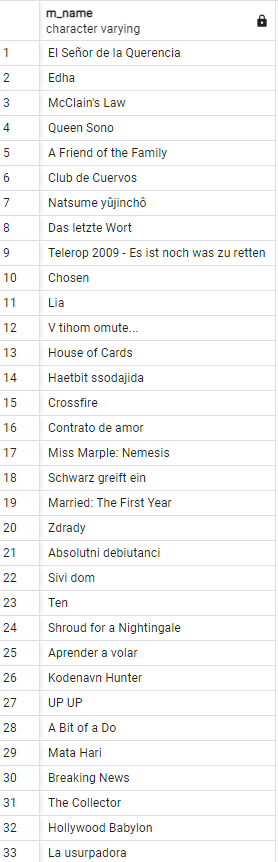 m_name
character varying
1 El Señor de la Querencia
2 Edha
3 McClain's Law
4 Queen Sono
5 A Friend of the Family
6 Club de Cuervos
7 Natsume yûjinchô
8 Das letzte Wort
9 Telerop 2009 - Es ist noch was zu retten
10 Chosen
11 Lia
12 V tihom omute...
13 House of Cards
14 Haetbit ssodajida
15 Crossfire
16 Contrato de amor
17 Miss Marple: Nemesis
18 Schwarz greift ein
19 Married: The First Year
20 Zdrady
21 Absolutni debiutanci
22 Sivi dom
23 Ten
24 Shroud for a Nightingale
25 Aprender a volar
26 Kodenavn Hunter
27 UP UP
28 A Bit of a Do
29 Mata Hari
30 Breaking News
31 The Collector
32 Hollywood Babylon
33 La usurpadora